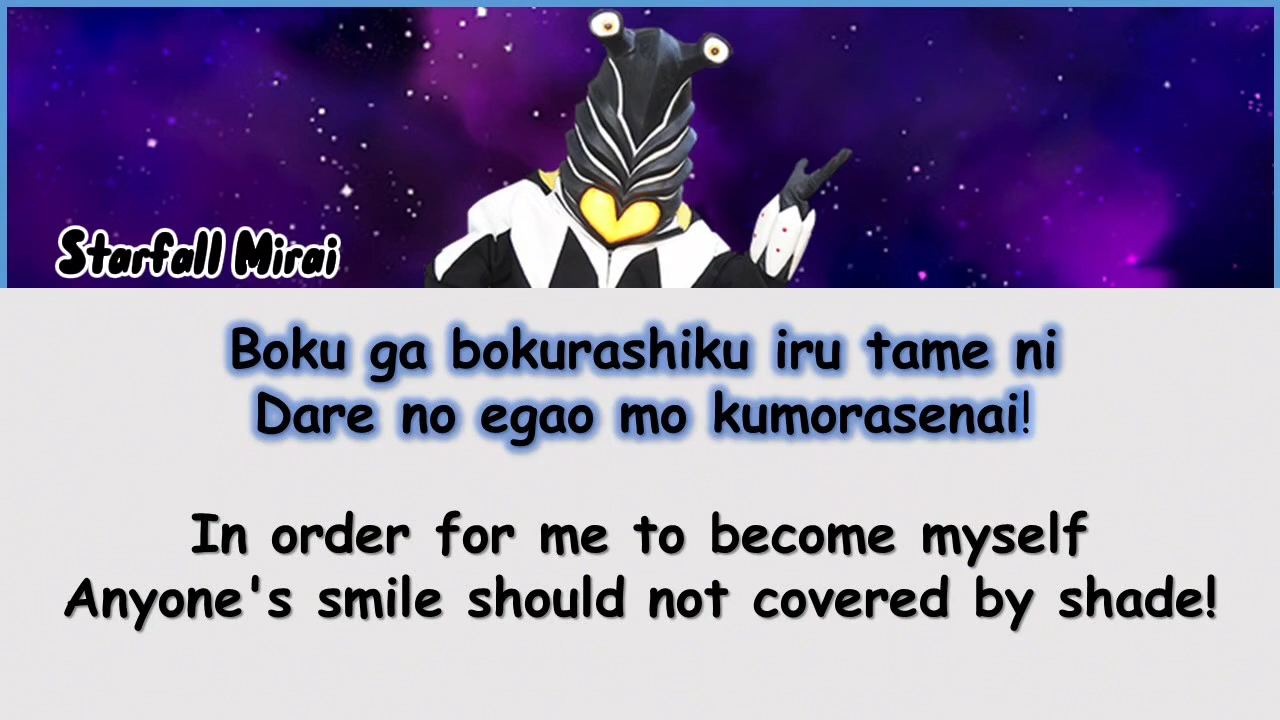 Starfall Mirai
Boku ga bokurashiku iru tame ni
Dare no egao mo kumorasenai!
In order for me to become myself
Anyone's smile should not covered by shade!